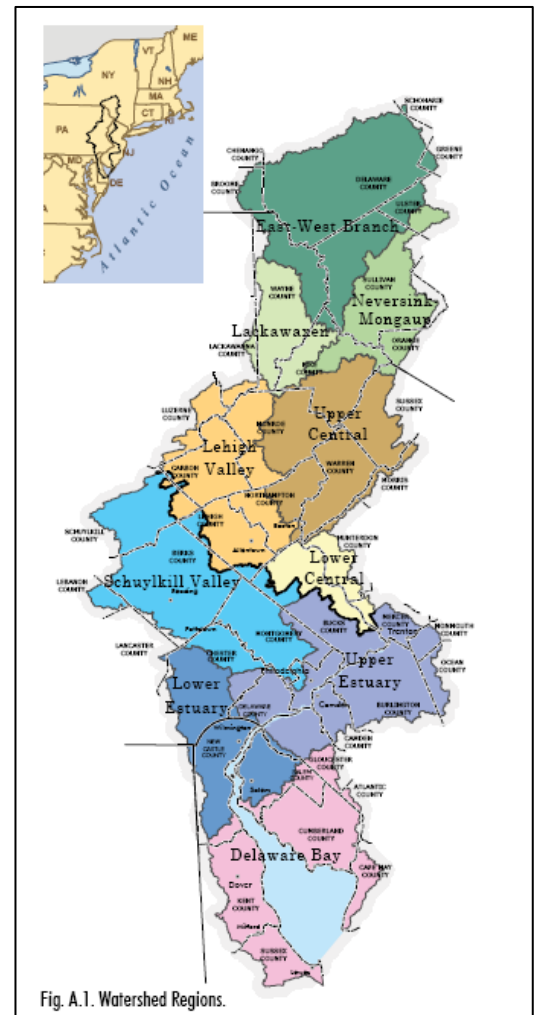 ME
VT
NY
NH
MA
CT
RI
PA
NJ
MD
DE
Atlantic Ocean
SCHOHARIE
COUNTY
CHENANGO
COUNTY
GREENE
COUNTY
DELAWARE
COUNTY
BROOME
COUNTY
ULSTER
COUNTY
East-West Branch
SULLIVAN
COUNTY
WAYNE
COUNTY
Neversink-
Mongaup
Lackawaxen
ORANGE
COUNTY
LACKAWANNA
COUNTY
PIKE
COUNTY
SUSSEX
COUNTY
LUZERNE
COUNTY
MONROE
COUNTY
Upper
Central
Lehigh
Valley
CARBON
COUNTY
WARREN
COUNTY
MORRIS
COUNTY
NORTHAMPTON
COUNTY
LEHIGH
COUNTY
Easton
SCHUYLKILL
COUNTY
HUNTERDON
COUNTY
Allentown
Lower
Central
BERKS
COUNTY
Schuylkill Valley
LEBANON
COUNTY
Reading
MERCER
COUNTY
Trenton
MONMOUTH
COUNTY
BUCKS
COUNTY
Pottstown
MONTGOMERY
COUNTY
LANCASTER
COUNTY
CHESTER
COUNTY
Upper
Estuary
OCEAN
COUNTY
Philadelphia
Lower
Estuary
DELAWARE
COUNTY
Camden
BURLINGTON
COUNTY
Wilmington
CAMDEN
COUNTY
NEW
CASTLE
COUNTY
GLOUCESTER
COUNTY
SALEM
COUNTY
ATLANTIC
COUNTY
Salem
CUMBERLAND
COUNTY
Delaware Bay
CAPE MAY
COUNTY
Dover
KENT
COUNTY
Milford
SUSSEX
COUNTY
Lewes
Fig. A.1. Watershed Regions.